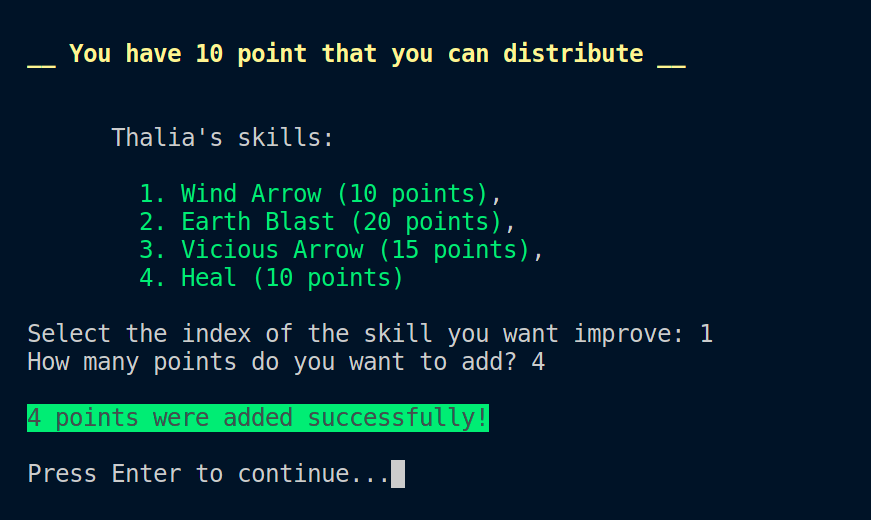 __ You have 10 point that you can distribute __
Thalia's skills:
1. Wind Arrow (10 points),
2. Earth Blast (20 points),
3. Vicious Arrow (15 points),
4. Heal (10 points)
Select the index of the skill you want improve: 1
How many points do you want to add? 4
4 points were added successfully!
Press Enter to continue...